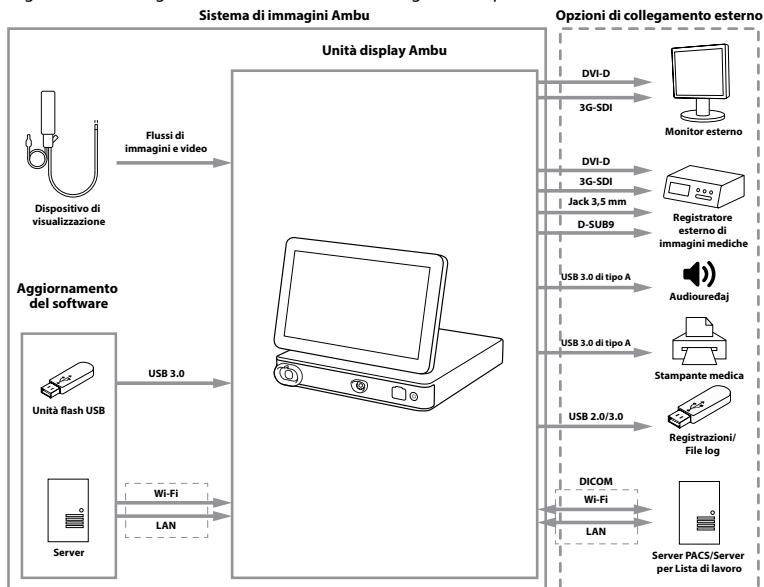 Sistema di immagini Ambu
Opzioni di collegamento esterno
Unità display Ambu
Flussi di
immagini e video
Dispositivo di
visualizzazione
Aggiornamento
del software
USB 3.0
Unità flash USB
Wi-Fi
LAN
Server
DVI-D
3G-SDI
Monitor esterno
DVI-D
3G-SDI
Jack 3,5 mm
D-SUB9
Registratore
esterno di
immagini mediche
USB 3.0 di tipo A
Audiouređaj
USB 3.0 di tipo A
Stampante medica
USB 2.0/3.0
Registrazioni/
File log
DICOM
Wi-Fi
LAN
Server PACS/Server
per Lista di lavoro